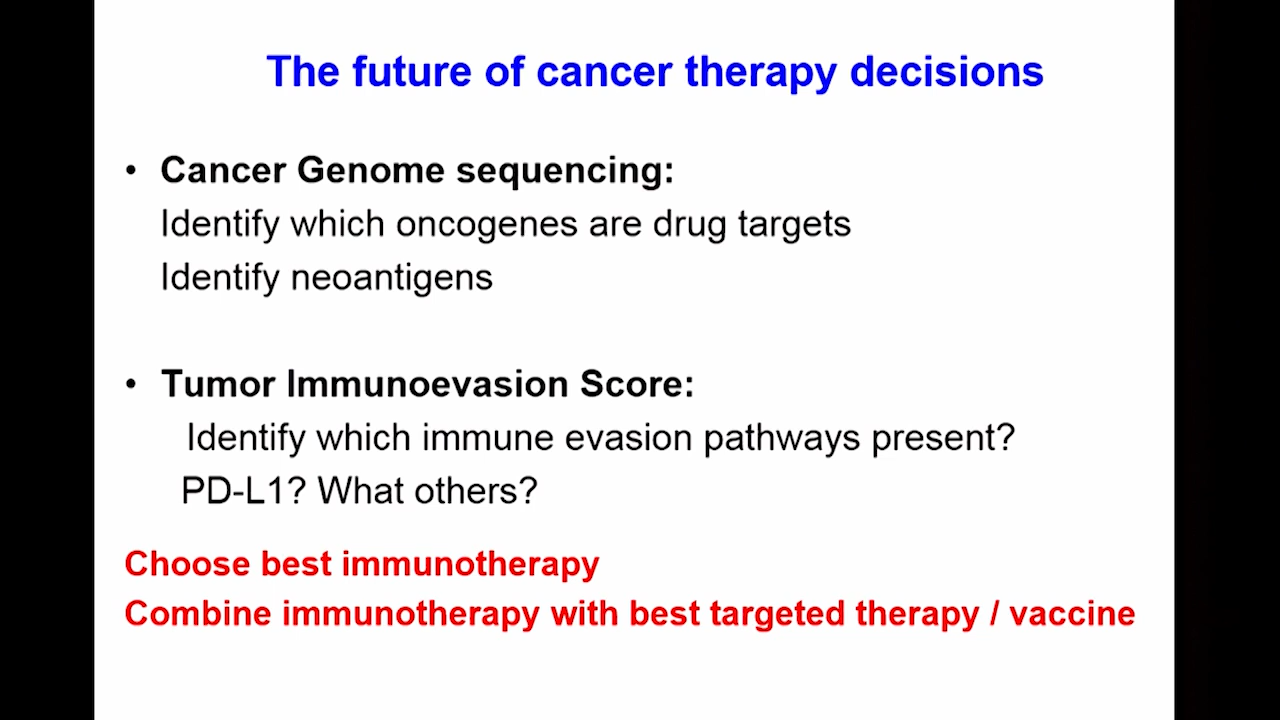 The future of cancer therapy decisions
• Cancer Genome sequencing:
Identify which oncogenes are drug targets
Identify neoantigens
• Tumor Immunoevasion Score:
Identify which immune evasion pathways present?
PD-L1? What others?
Choose best immunotherapy
Combine immunotherapy with best targeted therapy / vaccine